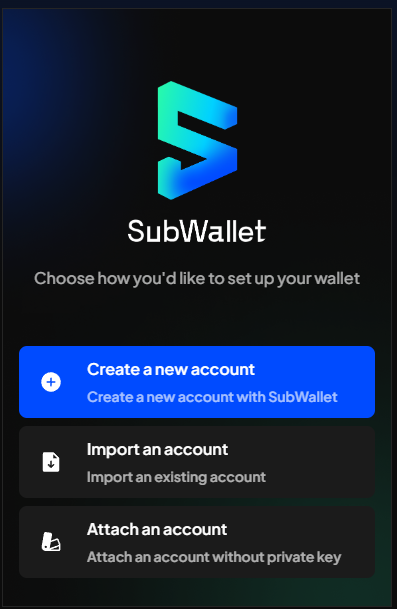 SubWallet
Choose how you'd like to set up your wallet
Create a new account
Create a new account with SubWallet
Import an account
Import an existing account
Attach an account
Attach an account without private key